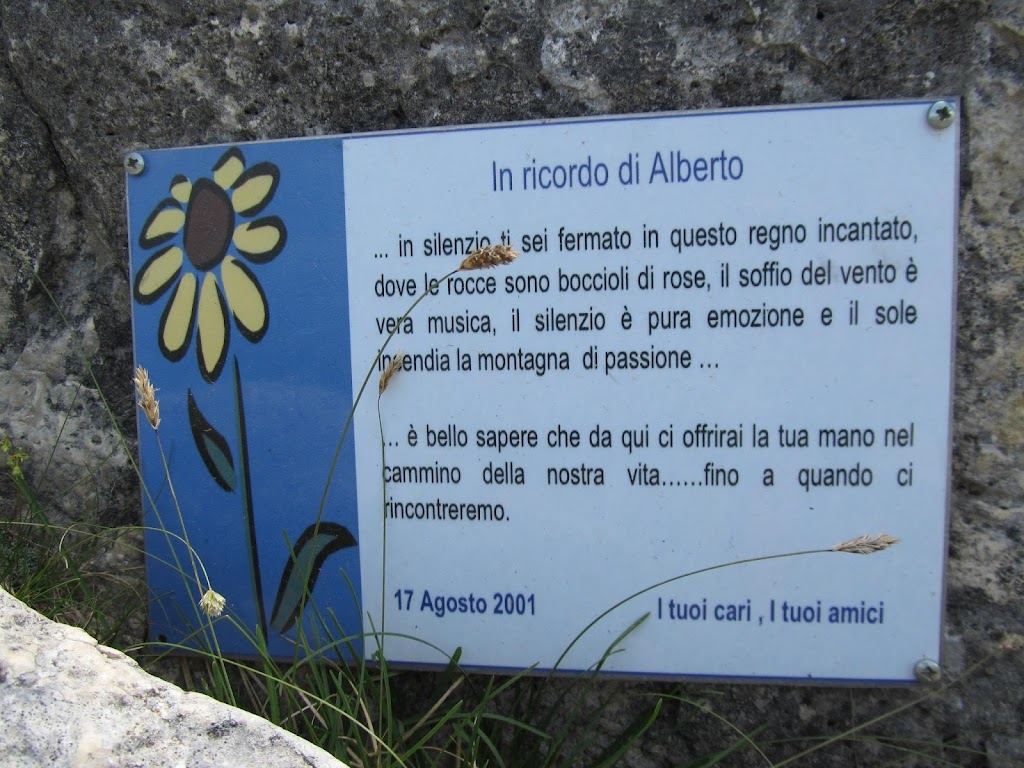 In ricordo di Alberto
... in silenzio ti sei fermato in questo regno incantato,
dove le rocce sono boccioli di rose, il soffio del vento è
vera musica, il silenzio è pura emozione e il sole
incendia la montagna di passione ...
... è bello sapere che da qui ci offrirai la tua mano nel
cammino della nostra vita......fino a quando ci
rincontreremo.
17 Agosto 2001
I tuoi cari , I tuoi amici